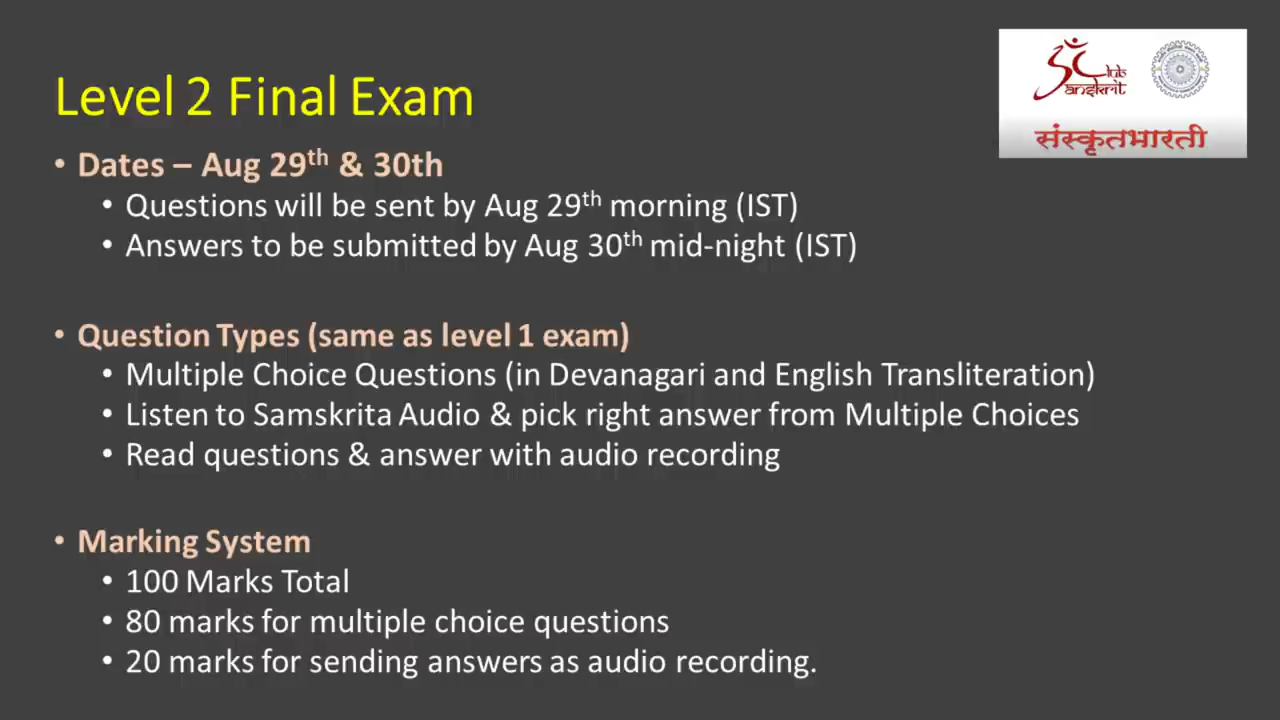 Level 2 Final Exam
Club
Sanskrit
संस्कृतभारती
• Dates – Aug 29th & 30th
• Questions will be sent by Aug 29th morning (IST)
• Answers to be submitted by Aug 30th mid-night (IST)
• Question Types (same as level 1 exam)
• Multiple Choice Questions (in Devanagari and English Transliteration)
• Listen to Samskrita Audio & pick right answer from Multiple Choices
• Read questions & answer with audio recording
• Marking System
• 100 Marks Total
• 80 marks for multiple choice questions
• 20 marks for sending answers as audio recording.